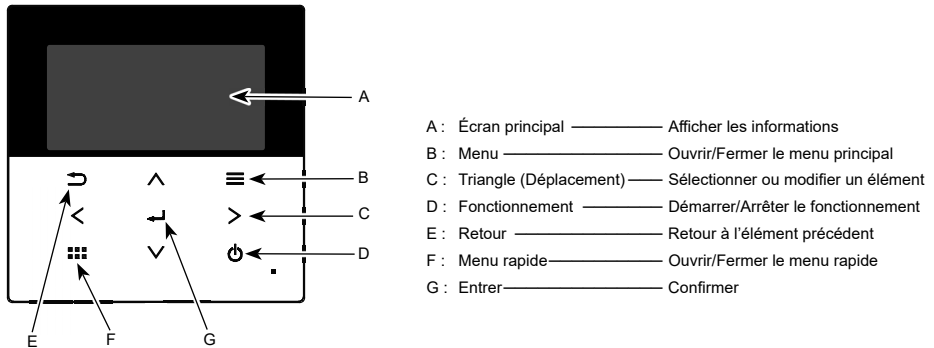 A
B
C
D
E
F
G
A : Écran principal Afficher les informations
B : Menu Ouvrir/Fermer le menu principal
C : Triangle (Déplacement) Sélectionner ou modifier un élément
D : Fonctionnement Démarrer/Arrêter le fonctionnement
E : Retour Retour à l’élément précédent
F : Menu rapide Ouvrir/Fermer le menu rapide
G : Entrer Confirmer